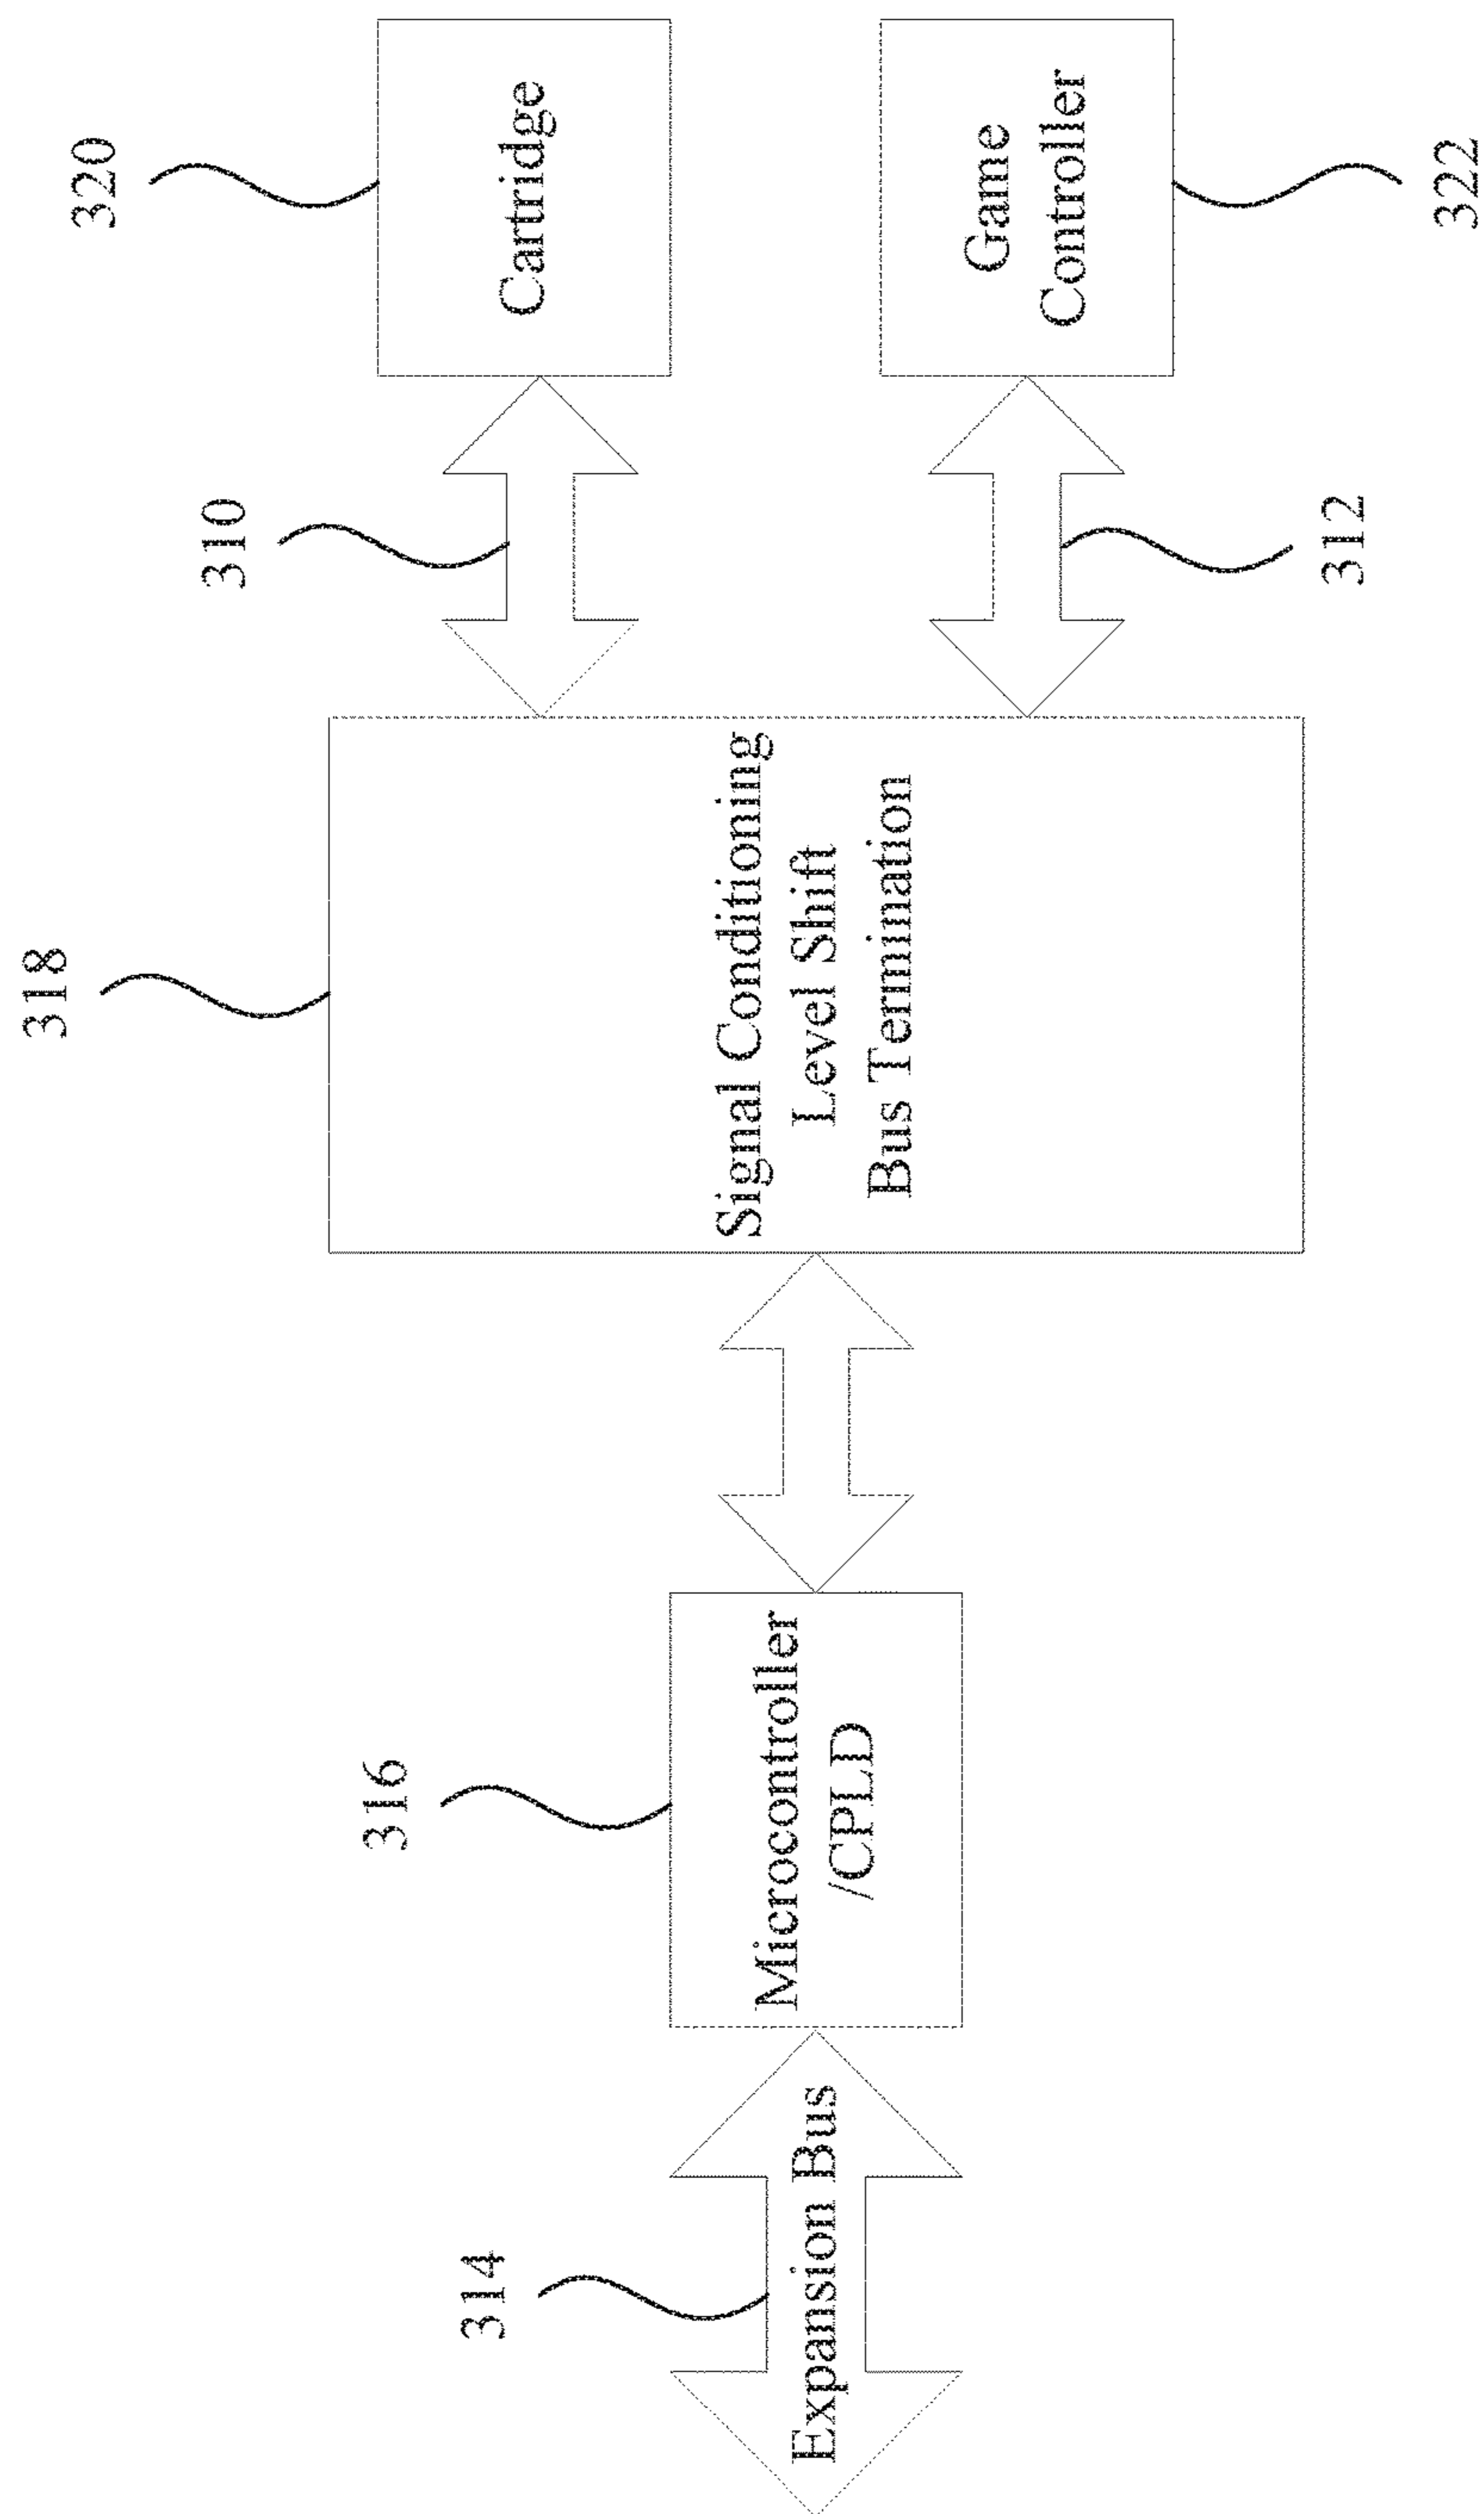 320
Cartridge
Game
Controller
322
310
312
318
Signal Conditioning
Level Shift
Bus Termination
316
Microcontroller
/CPLD
314
Expansion Bus